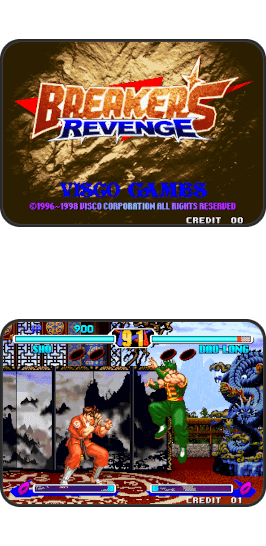 BREAKER'S
REVENGE
VISCO GAMES
©1996~1998 VISCO CORPORATION ALL RIGHTS RESERVED
CREDIT 00
900
91
SHO
DAO-LONG
CREDIT 01